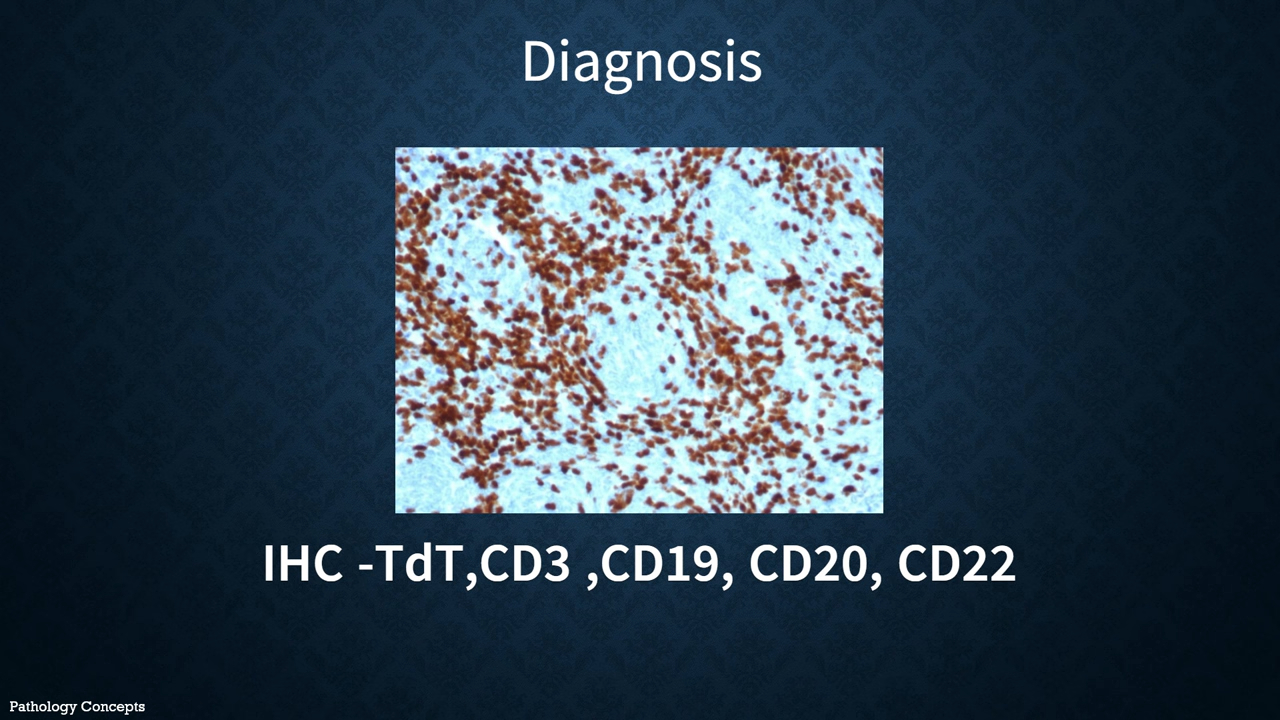 Diagnosis
IHC -TdT,CD3 ,CD19, CD20, CD22
Pathology Concepts